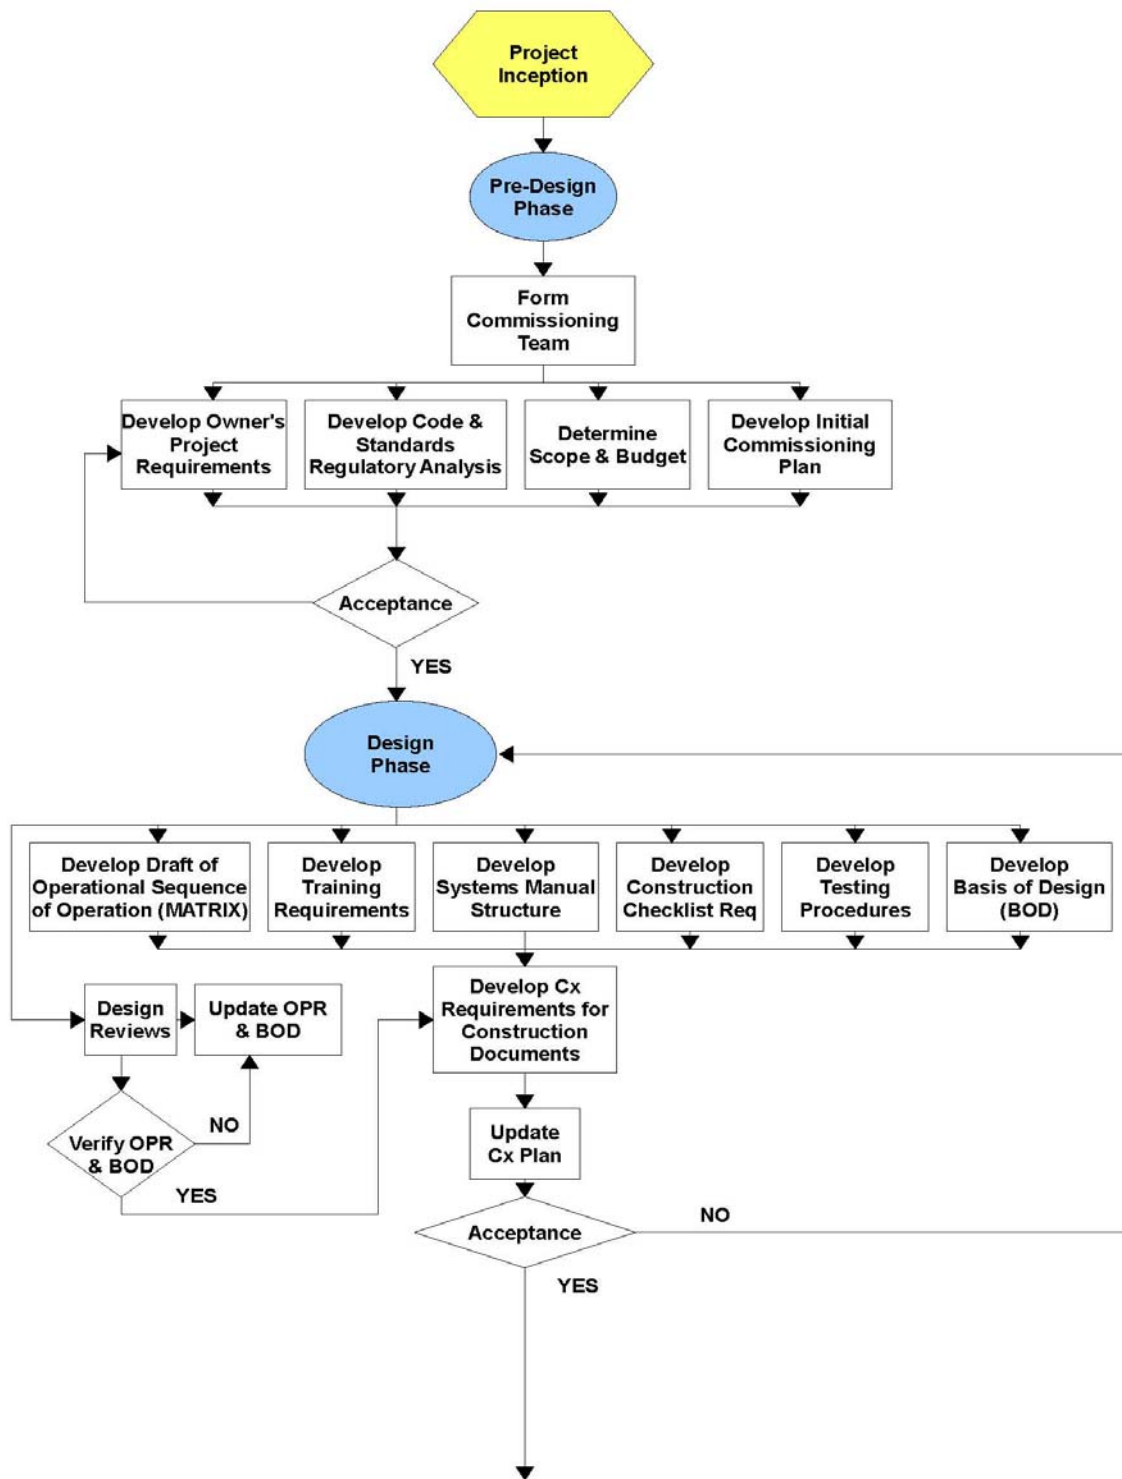 Project
Inception
Pre-Design
Phase
Form
Commissioning
Team
Develop Owner's
Project
Requirements
Develop Code &
Standards
Regulatory Analysis
Determine
Scope & Budget
Develop Initial
Commissioning
Plan
Acceptance
YES
Design
Phase
Develop Draft of
Operational Sequence
of Operation (MATRIX)
Develop
Training
Requirements
Develop
Systems Manual
Structure
Develop
Construction
Checklist Req
Develop
Testing
Procedures
Develop
Basis of Design
(BOD)
Design
Reviews
Update OPR
& BOD
Develop Cx
Requirements for
Construction
Documents
Verify OPR
& BOD
NO
YES
Update
Cx Plan
Acceptance
NO
YES